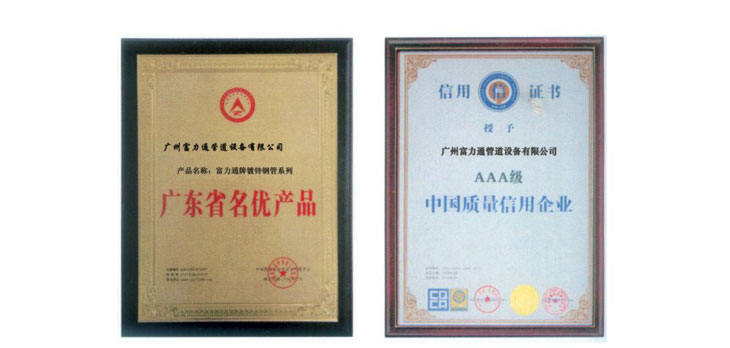 广州富力通管道设备有限公司
产品名称：富力通牌镀锌钢管系列
广东省名优产品
信用 信 证书
授予
广州富力通管道设备有限公司
AAA级
中国质量信用企业